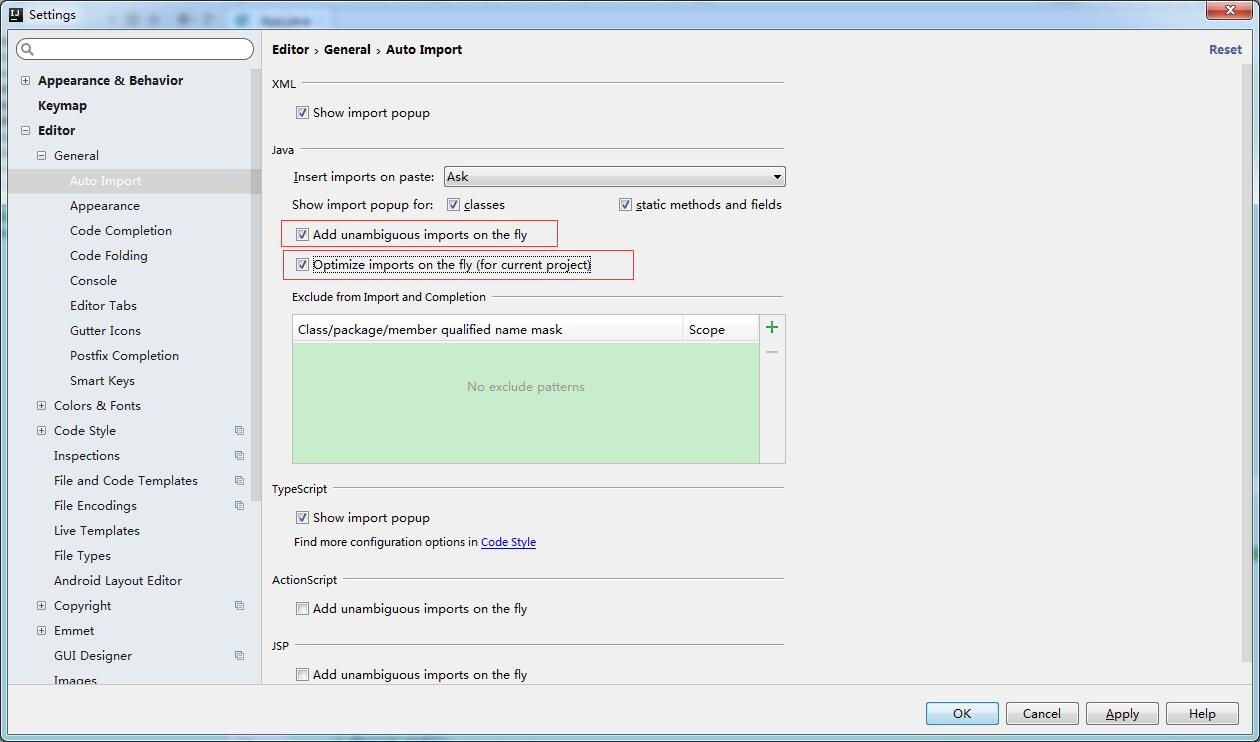 Settings
Editor › General › Auto Import
Reset
Appearance & Behavior
Keymap
Editor
General
Auto Import
Appearance
Code Completion
Code Folding
Console
Editor Tabs
Gutter Icons
Postfix Completion
Smart Keys
Colors & Fonts
Code Style
Inspections
File and Code Templates
File Encodings
Live Templates
File Types
Android Layout Editor
Copyright
Emmet
GUI Designer
Images
XML
Show import popup
Java
Insert imports on paste: Ask
Show import popup for: classes static methods and fields
Add unambiguous imports on the fly
Optimize imports on the fly (for current project)
Exclude from Import and Completion
Class/package/member qualified name mask Scope
No exclude patterns
TypeScript
Show import popup
Find more configuration options in Code Style
ActionScript
Add unambiguous imports on the fly
JSP
Add unambiguous imports on the fly
OK Cancel Apply Help